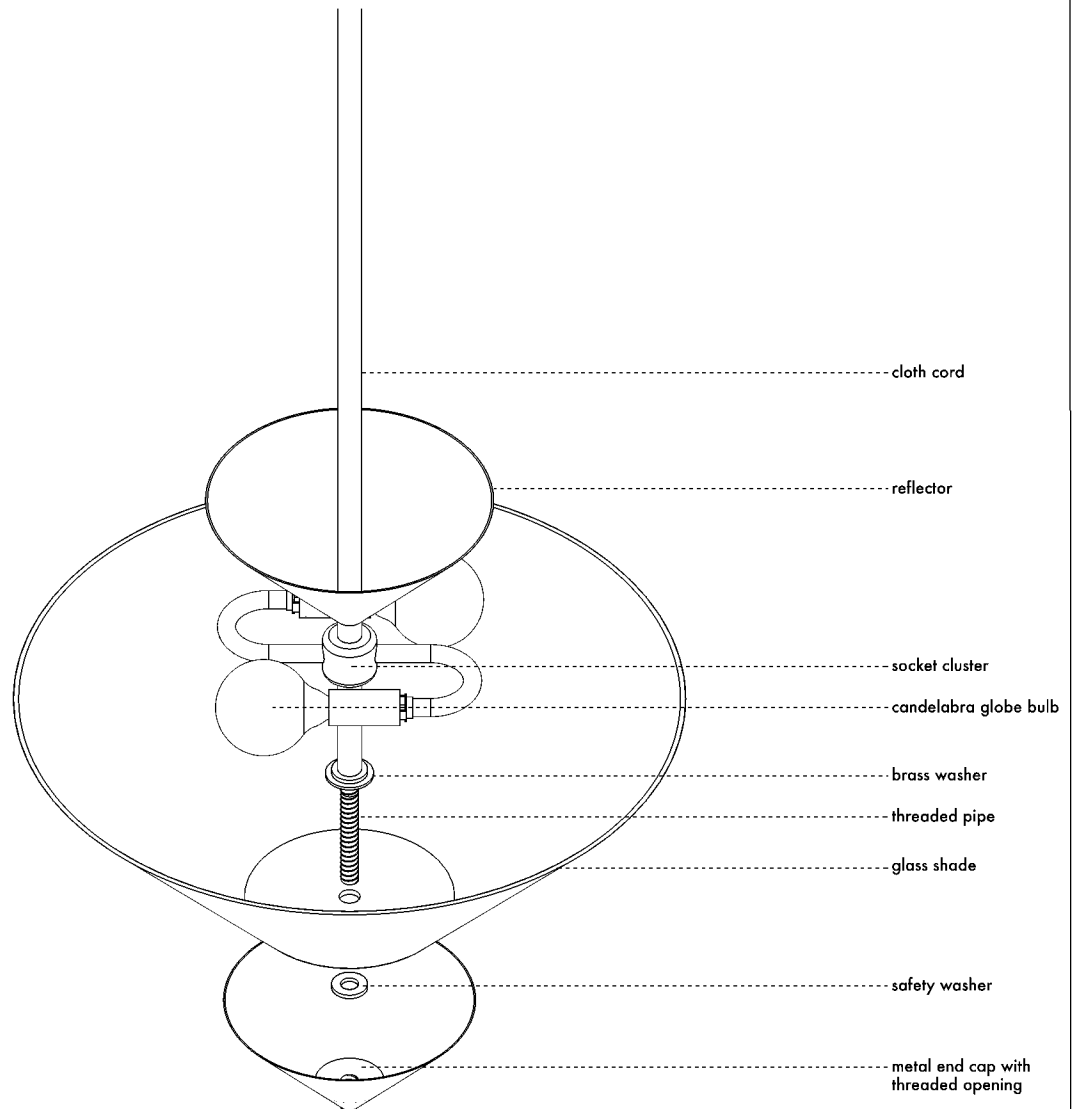 cloth cord
reflector
socket cluster
candelabra globe bulb
brass washer
threaded pipe
glass shade
safety washer
metal end cap with
threaded opening